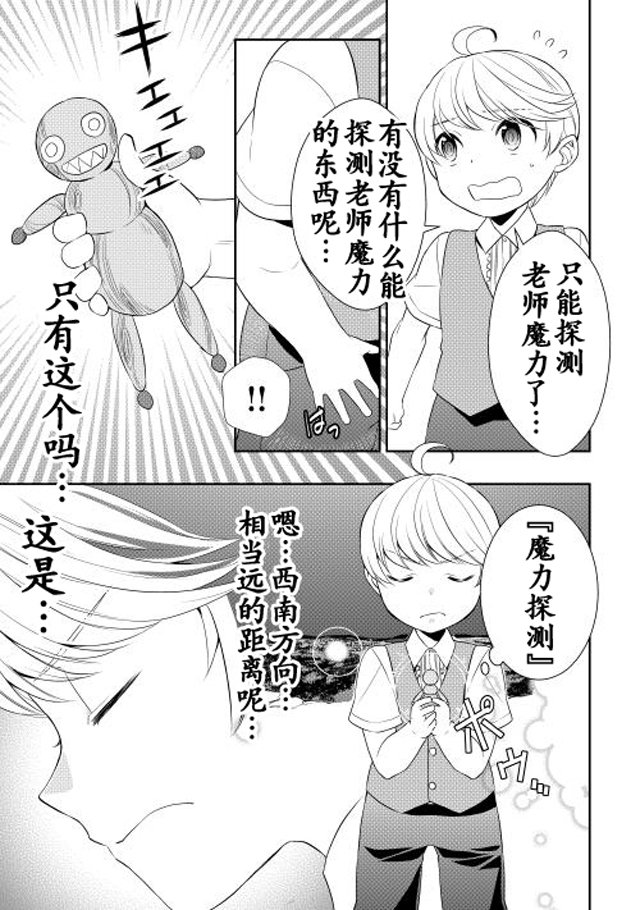 只能探测
老师魔力了…
有没有什么能
探测老师魔力
的东西呢…
!!
ぱっ
キェェェェ
只有这个吗…
『魔力探测』
ポウッ
嗯…西南方向…
相当远的距离呢…
这是…